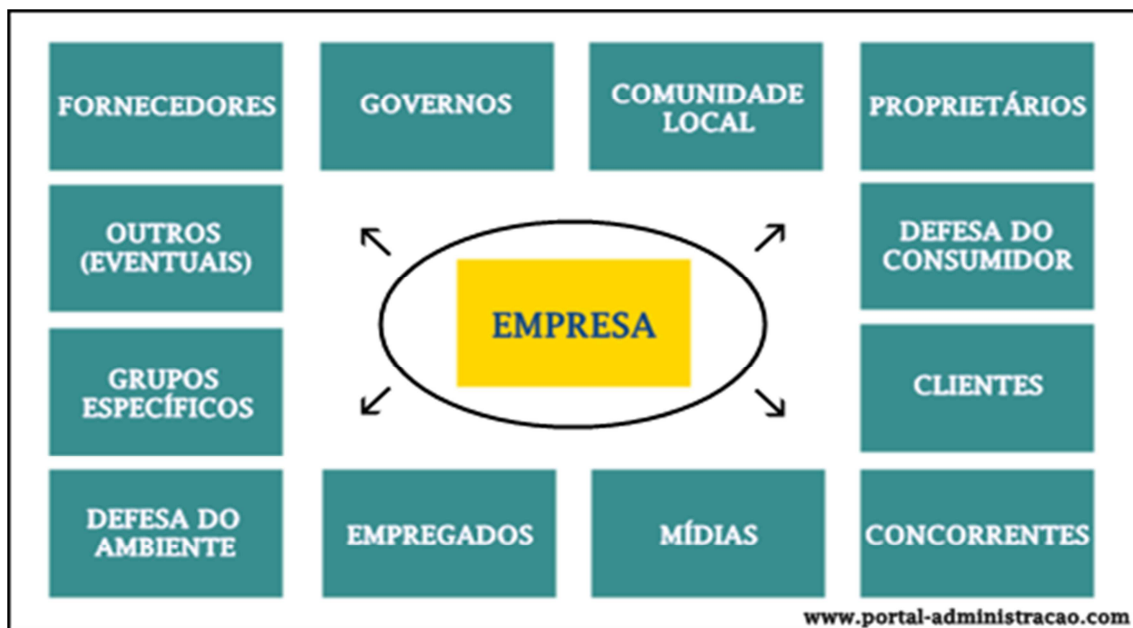 FORNECEDORES
GOVERNOS
COMUNIDADE
LOCAL
PROPRIETÁRIOS
OUTROS
(EVENTUAIS)
DEFESA DO
CONSUMIDOR
EMPRESA
GRUPOS
ESPECÍFICOS
CLIENTES
DEFESA DO
AMBIENTE
EMPREGADOS
MÍDIAS
CONCORRENTES
www.portal-administracao.com